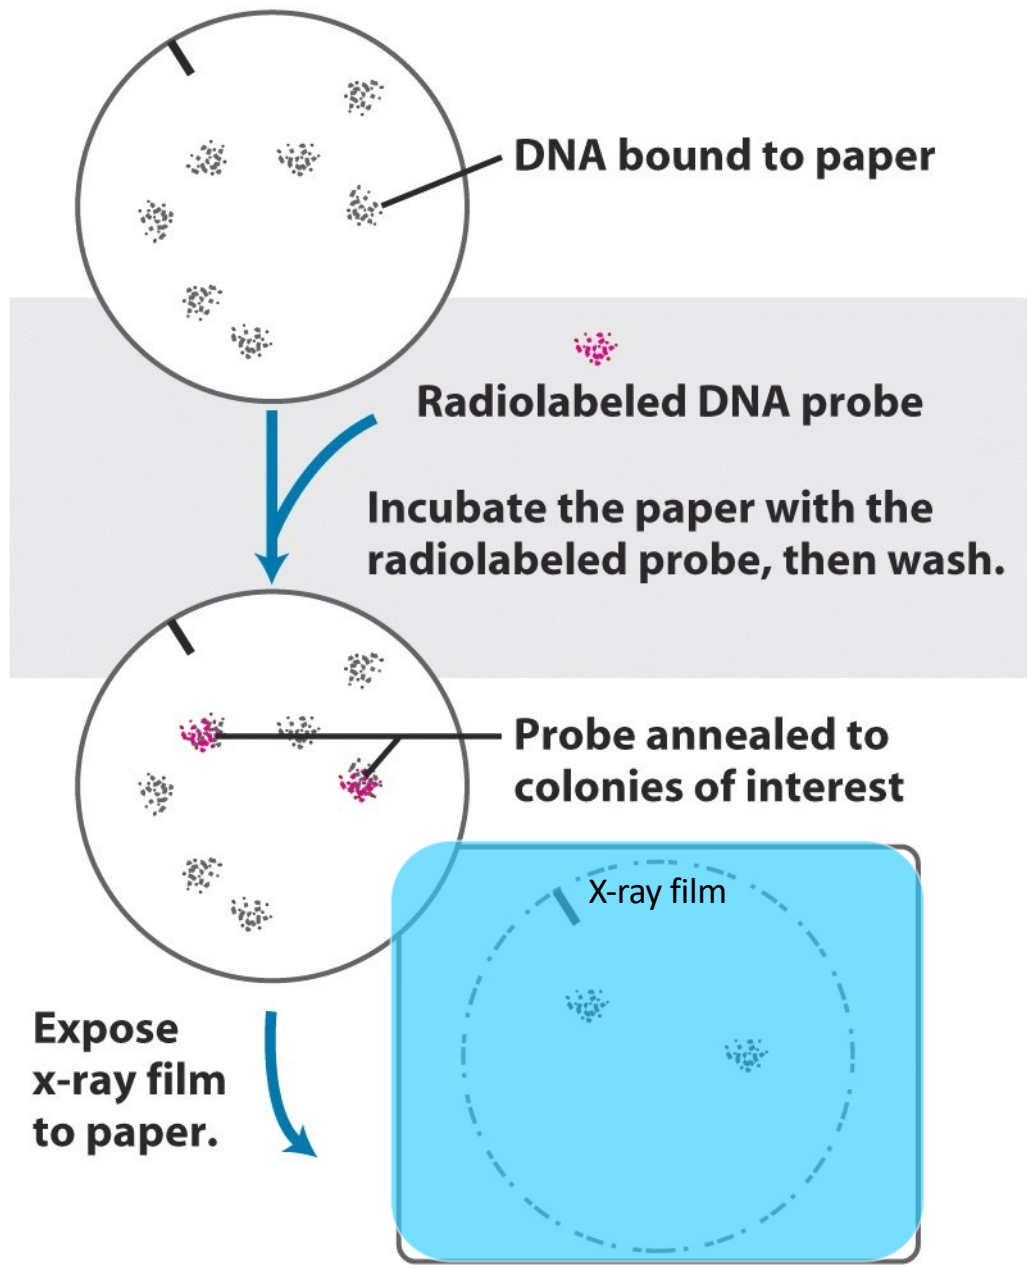 DNA bound to paper
Radiolabeled DNA probe
Incubate the paper with the
radiolabeled probe, then wash.
Probe annealed to
colonies of interest
X-ray film
Expose
x-ray film
to paper.